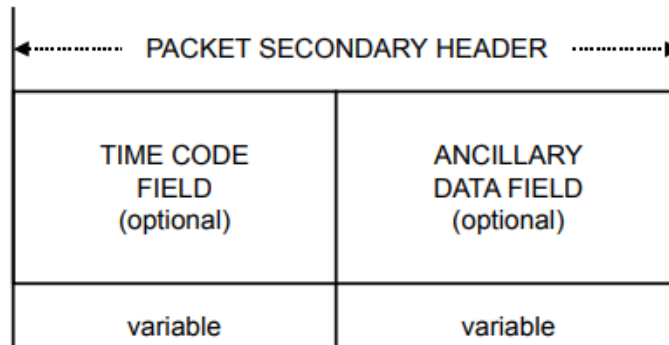 PACKET SECONDARY HEADER
TIME CODE
FIELD
(optional)
ANCILLARY
DATA FIELD
(optional)
variable
variable